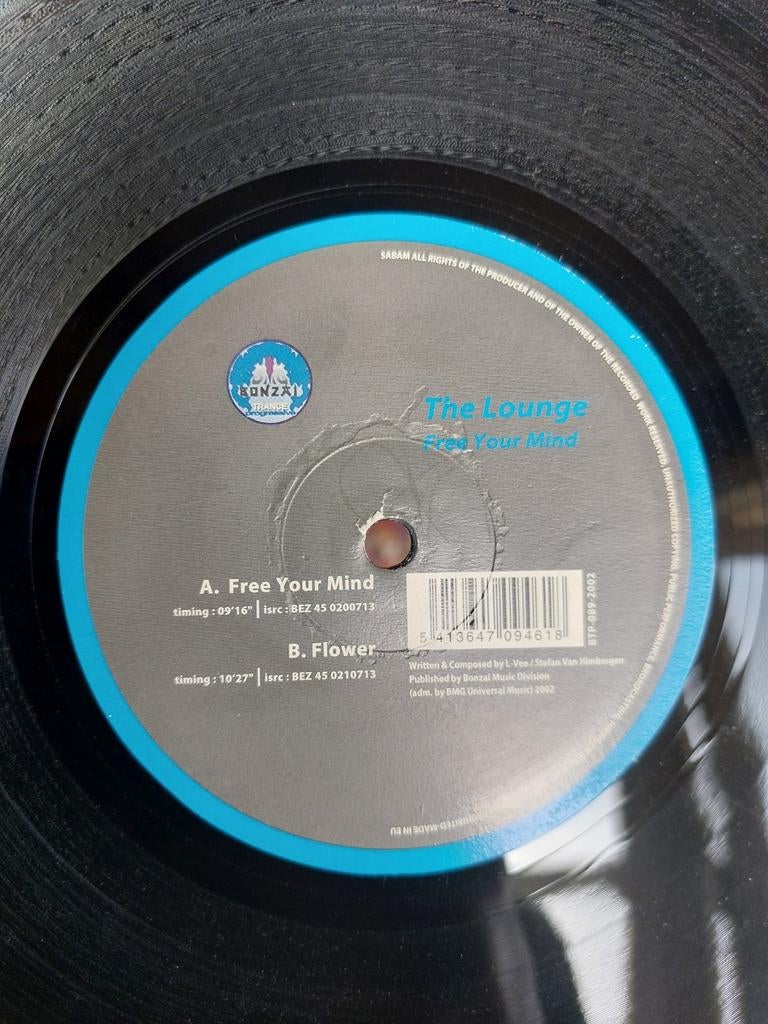 SABAM ALL RIGHTS OF THE PRODUCER AND OF THE OWNER OF THE RECORDED WORK RESERVED. UNAUTHORIZED COPYING, PUBLIC PERFORMANCE, BROADCASTING
PROHIBITED-MADE IN EU
BONZAI
TRANCE
progressive
The Lounge
Free Your Mind
A. Free Your Mind
timing : 09'16" | isrc : BEZ 45 0200713
B. Flower
timing : 10'27" | isrc : BEZ 45 0210713
5 413647 094618
BTP-089-2002
Written & Composed by L-Vee / Stefan Van Himbergen
Published by Bonzai Music Division
(adm. by BMG Universal Music) 2002